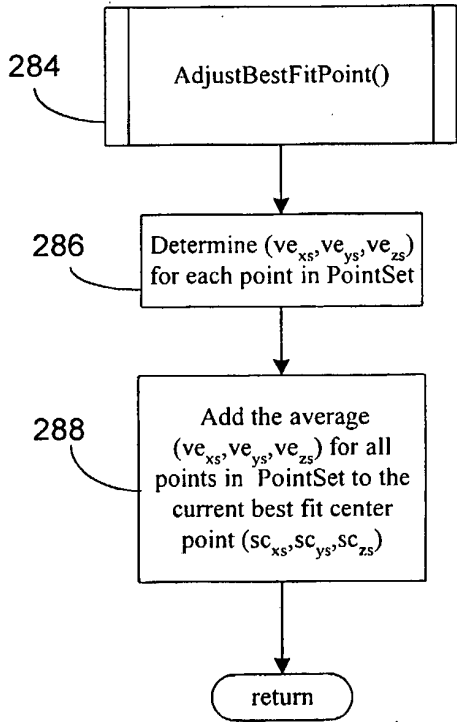 284
AdjustBestFitPoint()
286
Determine (ve_xs,ve_ys,ve_zs)
for each point in PointSet
288
Add the average
(ve_xs,ve_ys,ve_zs) for all
points in PointSet to the
current best fit center
point (sc_xs,sc_ys,sc_zs)
return